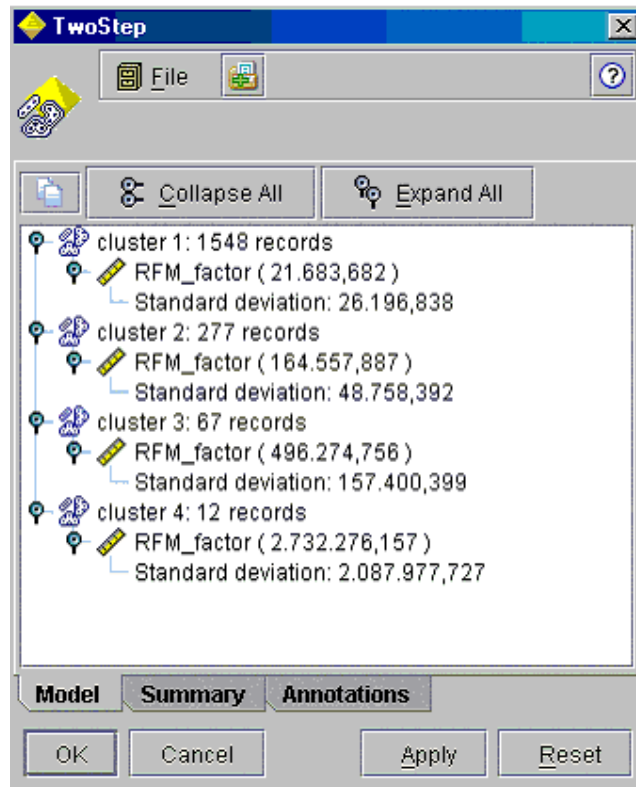 TwoStep
File
Collapse All Expand All
cluster 1: 1548 records
RFM_factor ( 21.683,682 )
Standard deviation: 26.196,838
cluster 2: 277 records
RFM_factor ( 164.557,887 )
Standard deviation: 48.758,392
cluster 3: 67 records
RFM_factor ( 496.274,756 )
Standard deviation: 157.400,399
cluster 4: 12 records
RFM_factor ( 2.732.276,157 )
Standard deviation: 2.087.977,727
Model Summary Annotations
OK Cancel Apply Reset